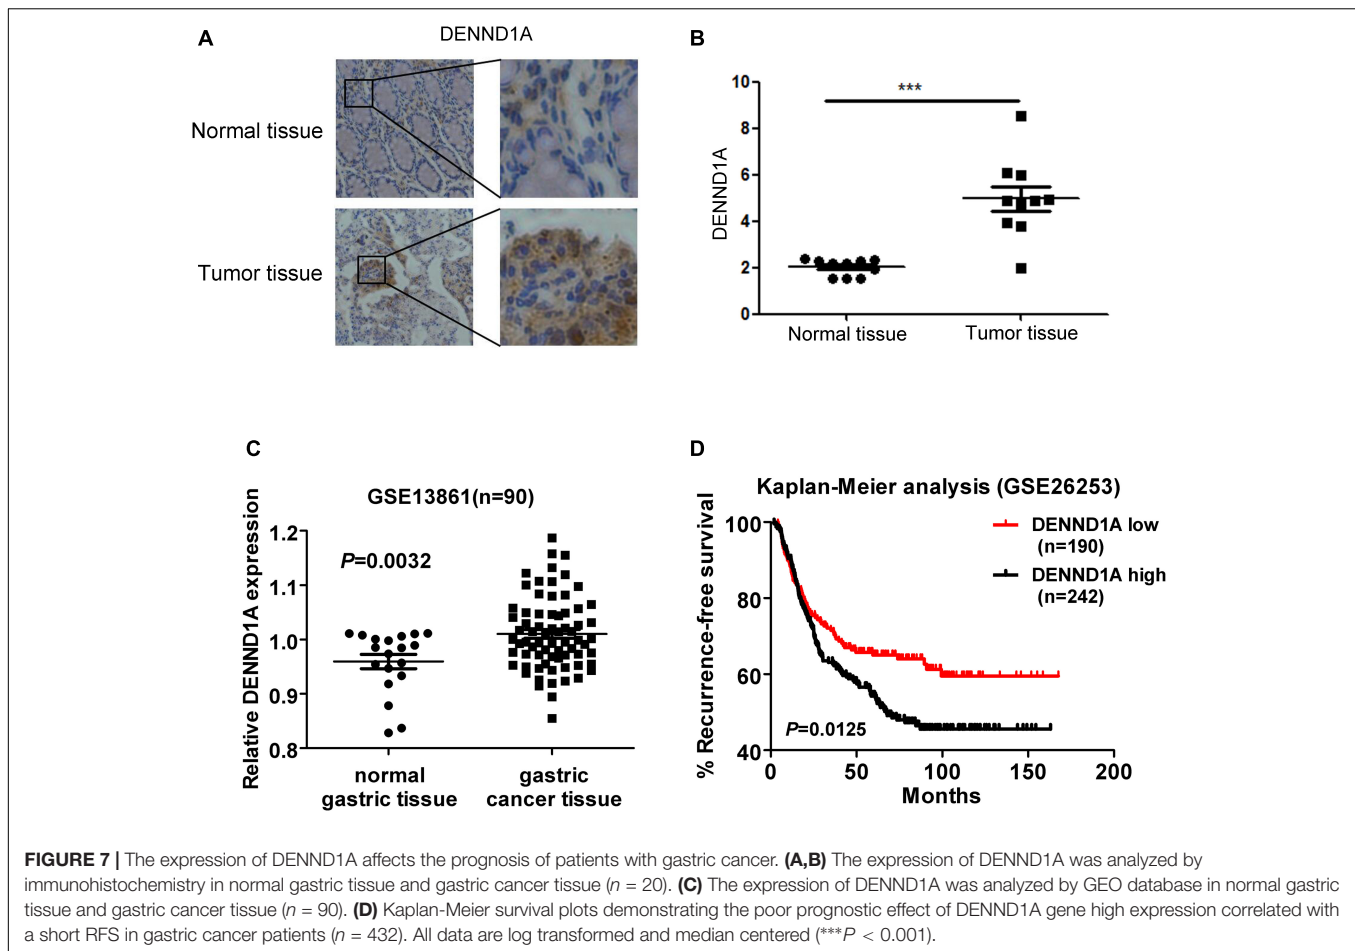 A
DENND1A
Normal tissue
Tumor tissue
B
***
DENND1A
10
8
6
4
2
0
Normal tissue
Tumor tissue
C
GSE13861(n=90)
P=0.0032
Relative DENND1A expression
1.2
1.1
1.0
0.9
0.8
normal
gastric tissue
gastric
cancer tissue
D
Kaplan-Meier analysis (GSE26253)
DENND1A low
(n=190)
DENND1A high
(n=242)
% Recurrence-free survival
100
80
60
40
P=0.0125
0
50
100
150
200
Months
FIGURE 7 | The expression of DENND1A affects the prognosis of patients with gastric cancer. (A,B) The expression of DENND1A was analyzed by
immunohistochemistry in normal gastric tissue and gastric cancer tissue (n = 20). (C) The expression of DENND1A was analyzed by GEO database in normal gastric
tissue and gastric cancer tissue (n = 90). (D) Kaplan-Meier survival plots demonstrating the poor prognostic effect of DENND1A gene high expression correlated with
a short RFS in gastric cancer patients (n = 432). All data are log transformed and median centered (***P < 0.001).